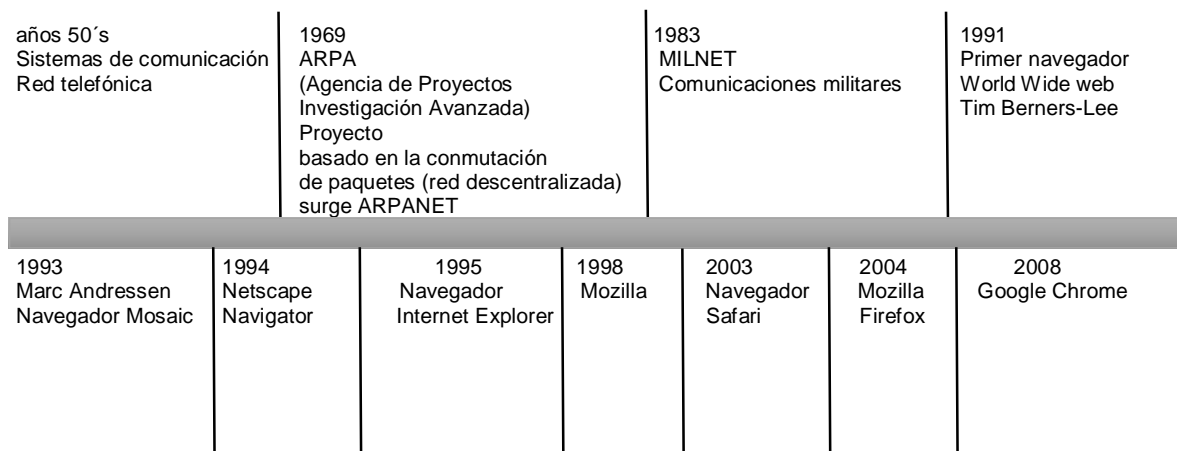 años 50´s
Sistemas de comunicación
Red telefónica
1969
ARPA
(Agencia de Proyectos
Investigación Avanzada)
Proyecto
basado en la conmutación
de paquetes (red descentralizada)
surge ARPANET
1983
MILNET
Comunicaciones militares
1991
Primer navegador
World Wide web
Tim Berners-Lee
1993
Marc Andressen
Navegador Mosaic
1994
Netscape
Navigator
1995
Navegador
Internet Explorer
1998
Mozilla
2003
Navegador
Safari
2004
Mozilla
Firefox
2008
Google Chrome